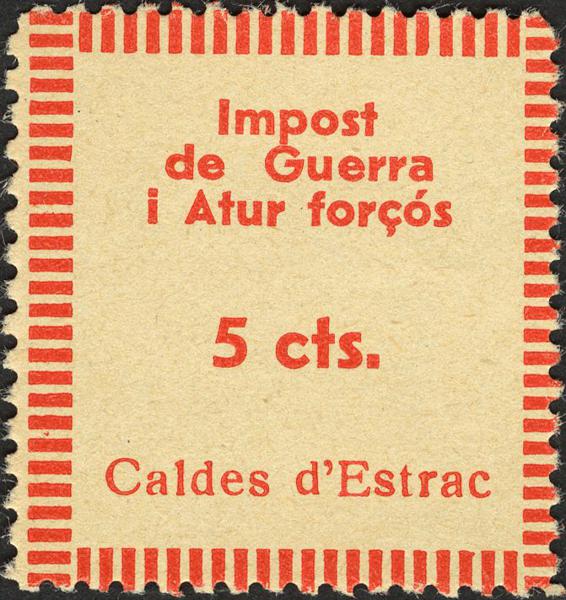 Impost
de Guerra
i Atur forçós
5 cts.
Caldes d'Estrac